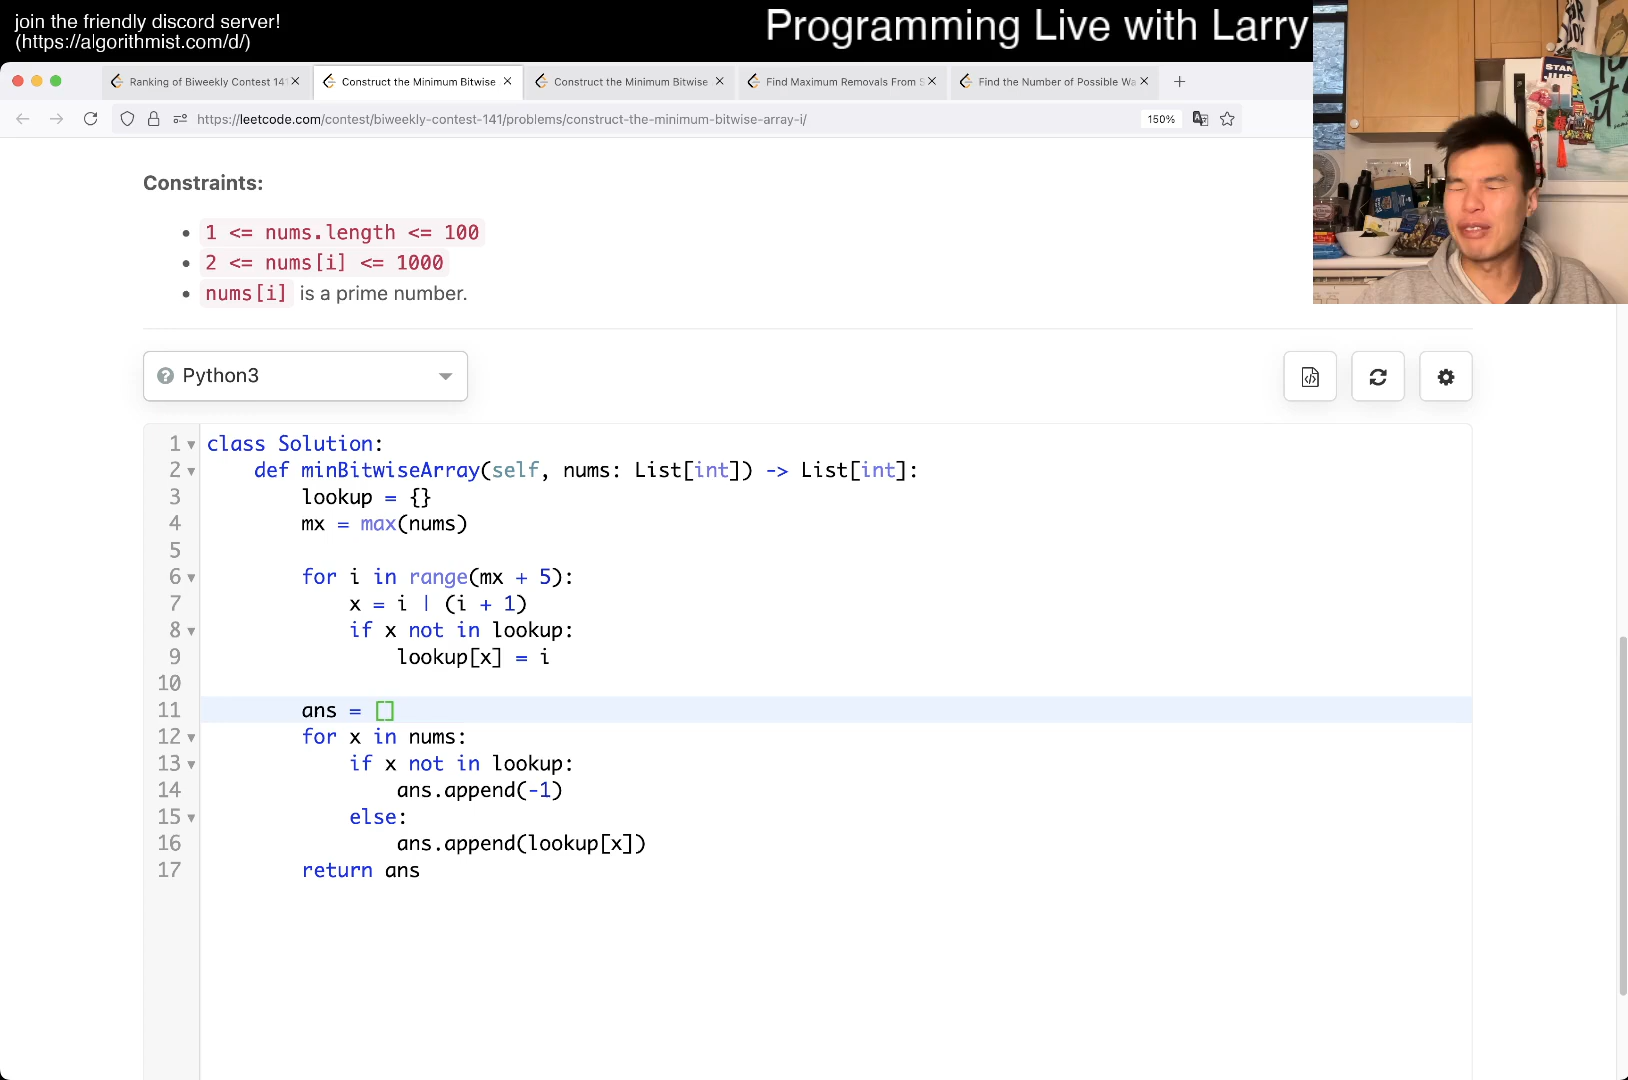 join the friendly discord server!
(https://algorithmist.com/d/)
Programming Live with Larry
Ranking of Biweekly Contest 141
Construct the Minimum Bitwise
Construct the Minimum Bitwise
Find Maximum Removals From S
Find the Number of Possible Wa
https://leetcode.com/contest/biweekly-contest-141/problems/construct-the-minimum-bitwise-array-i/
150%
Constraints:
1 <= nums.length <= 100
2 <= nums[i] <= 1000
nums[i] is a prime number.
Python3
1 class Solution:
2 def minBitwiseArray(self, nums: List[int]) -> List[int]:
3 lookup = {}
4 mx = max(nums)
5
6 for i in range(mx + 5):
7 x = i | (i + 1)
8 if x not in lookup:
9 lookup[x] = i
10
11 ans = []
12 for x in nums:
13 if x not in lookup:
14 ans.append(-1)
15 else:
16 ans.append(lookup[x])
17 return ans